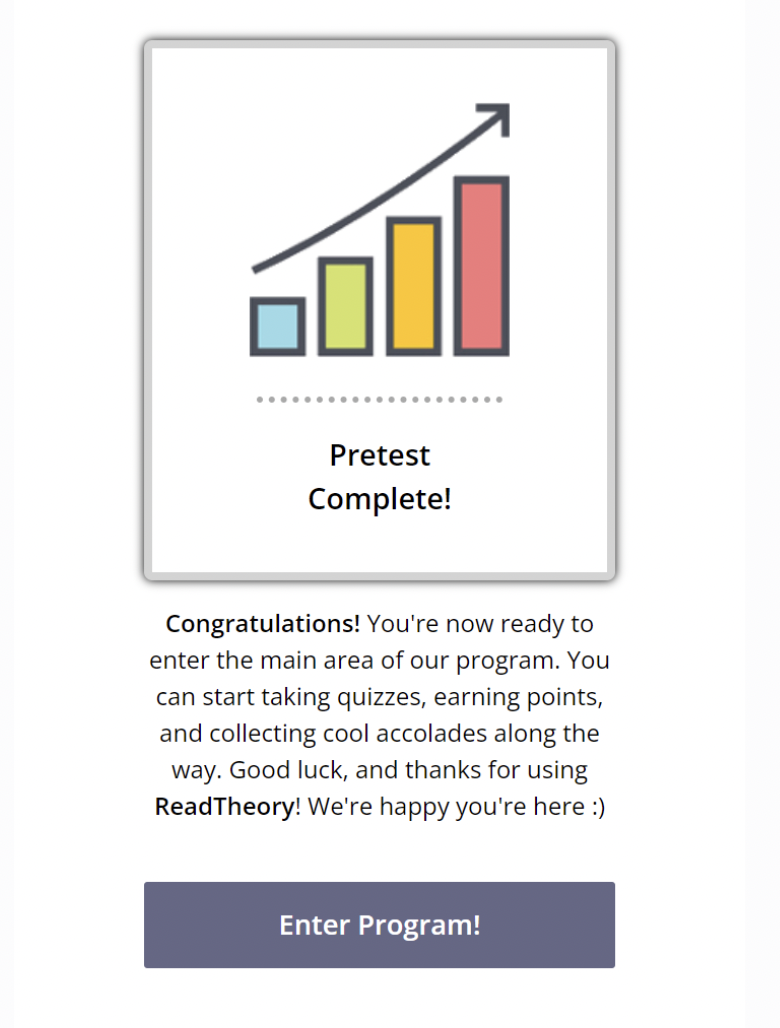 Pretest
Complete!
Congratulations! You're now ready to
enter the main area of our program. You
can start taking quizzes, earning points,
and collecting cool accolades along the
way. Good luck, and thanks for using
ReadTheory! We're happy you're here :)
Enter Program!